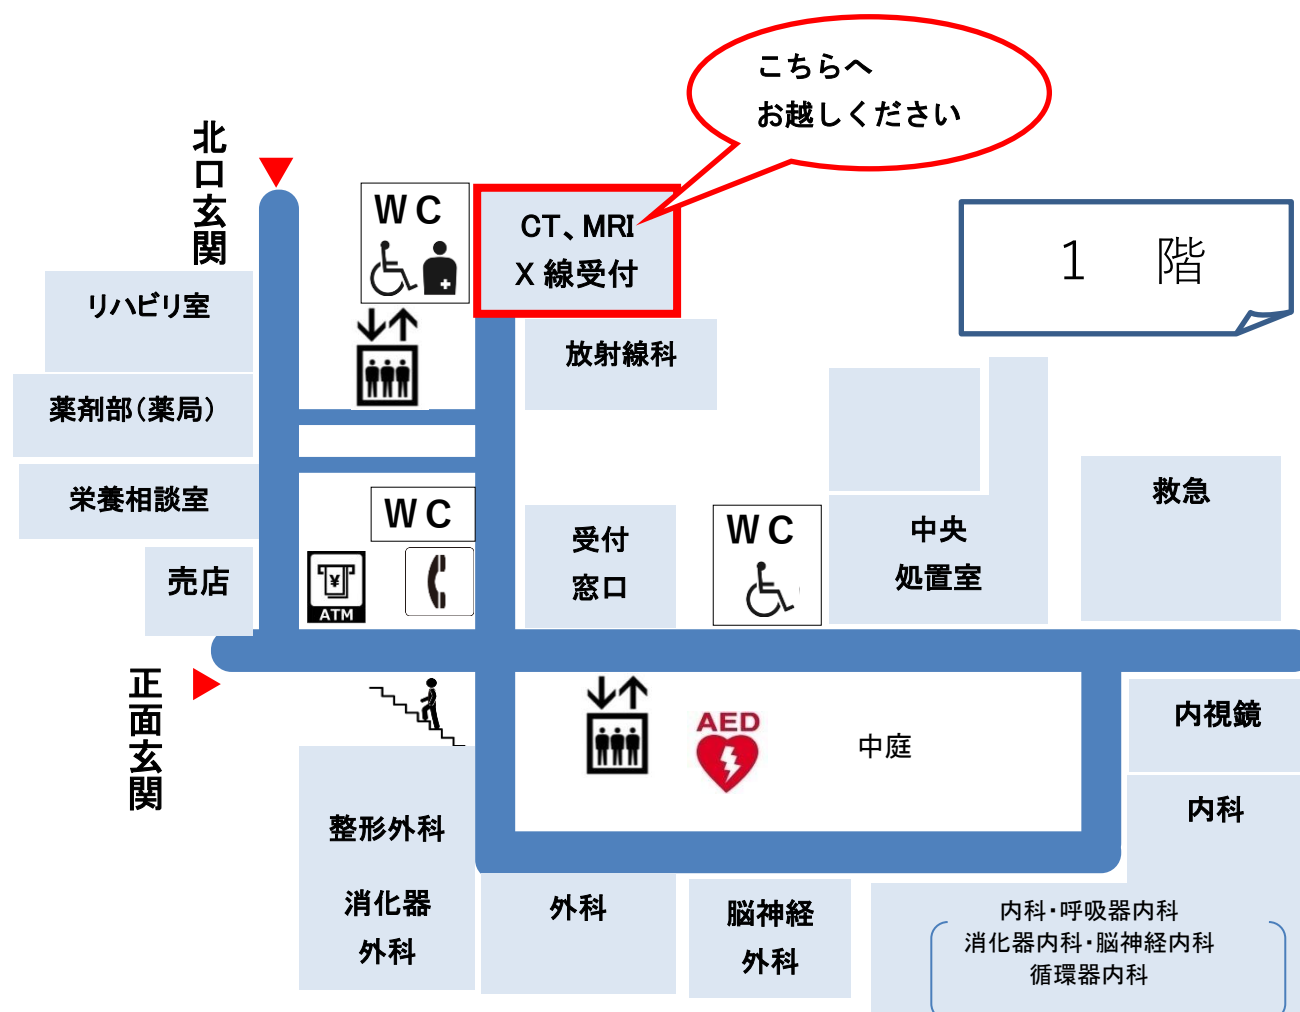 こちらへ
お越しください
北口玄関
WC
CT、MRI
X 線受付
1 階
リハビリ室
放射線科
薬剤部(薬局)
栄養相談室
WC
受付
窓口
WC
中央
処置室
救急
売店
¥
ATM
正面玄関
AED
中庭
内視鏡
内科
整形外科
消化器
外科
外科
脳神経
外科
内科・呼吸器内科
消化器内科・脳神経内科
循環器内科